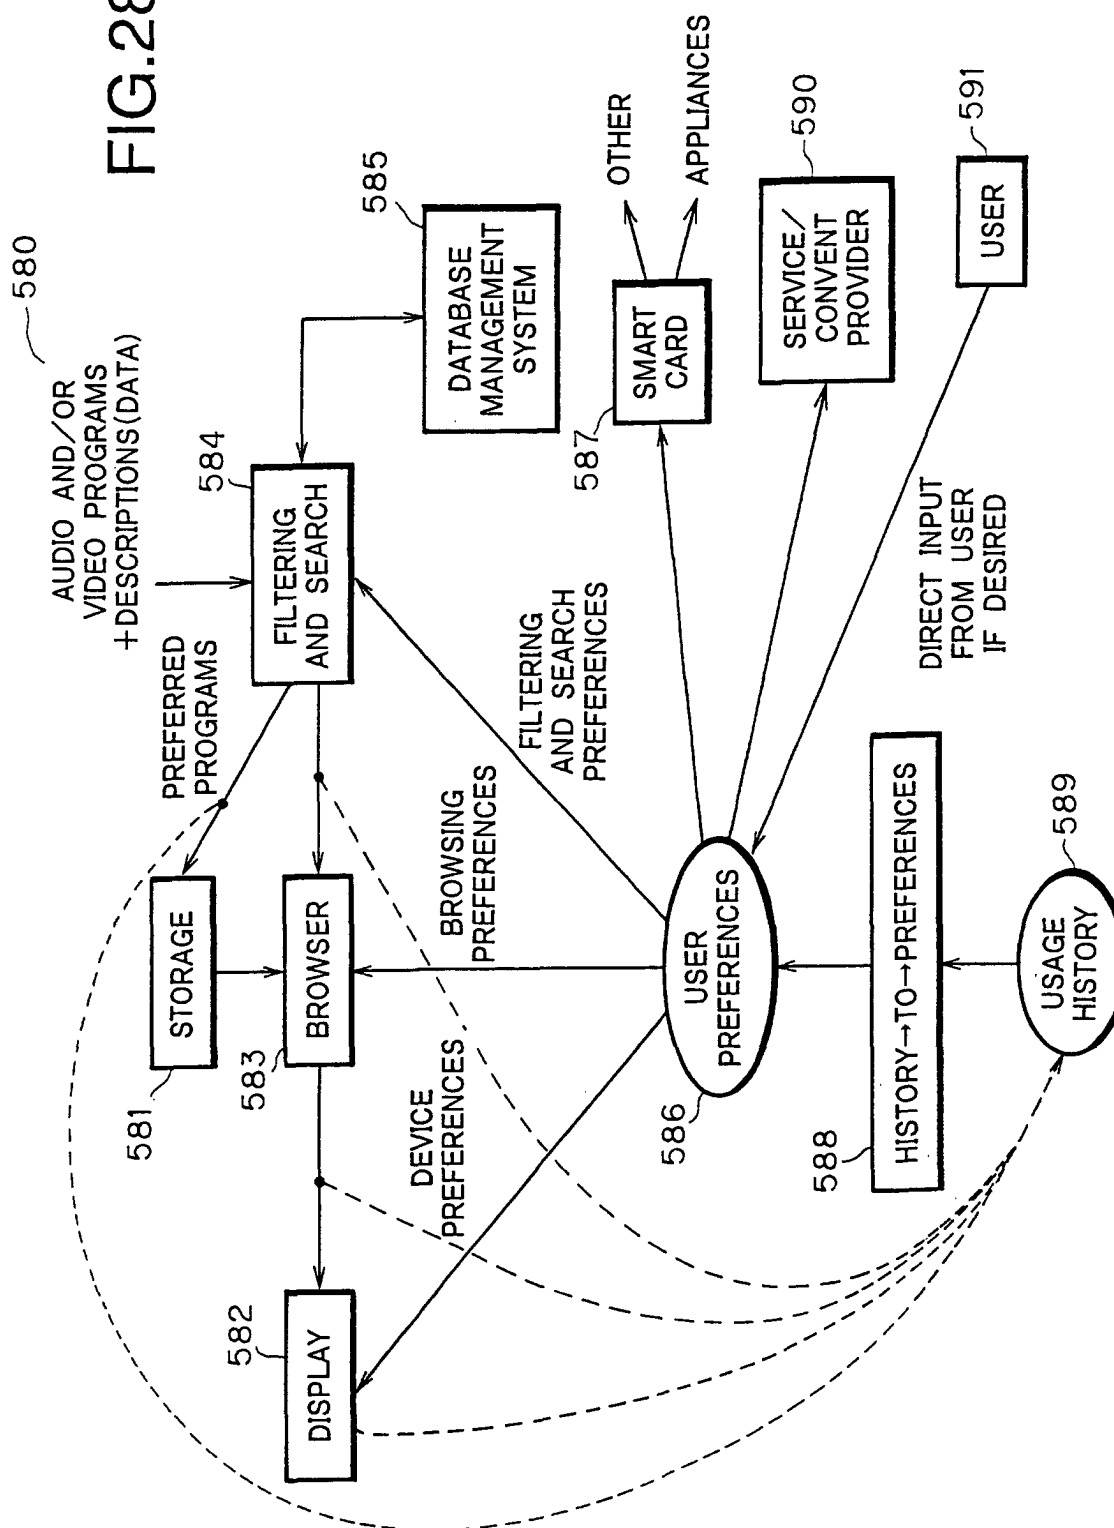 FIG.28
AUDIO AND/OR
VIDEO PROGRAMS
+DESCRIPTIONS(DATA)
580
PREFERRED
PROGRAMS
STORAGE
581
FILTERING
AND SEARCH
584
DATABASE
MANAGEMENT
SYSTEM
585
BROWSER
583
DISPLAY
582
DEVICE
PREFERENCES
BROWSING
PREFERENCES
FILTERING
AND SEARCH
PREFERENCES
USER
PREFERENCES
586
SMART
CARD
587
OTHER
APPLIANCES
SERVICE/
CONVENT
PROVIDER
590
USER
591
DIRECT INPUT
FROM USER
IF DESIRED
HISTORY→TO→PREFERENCES
588
USAGE
HISTORY
589